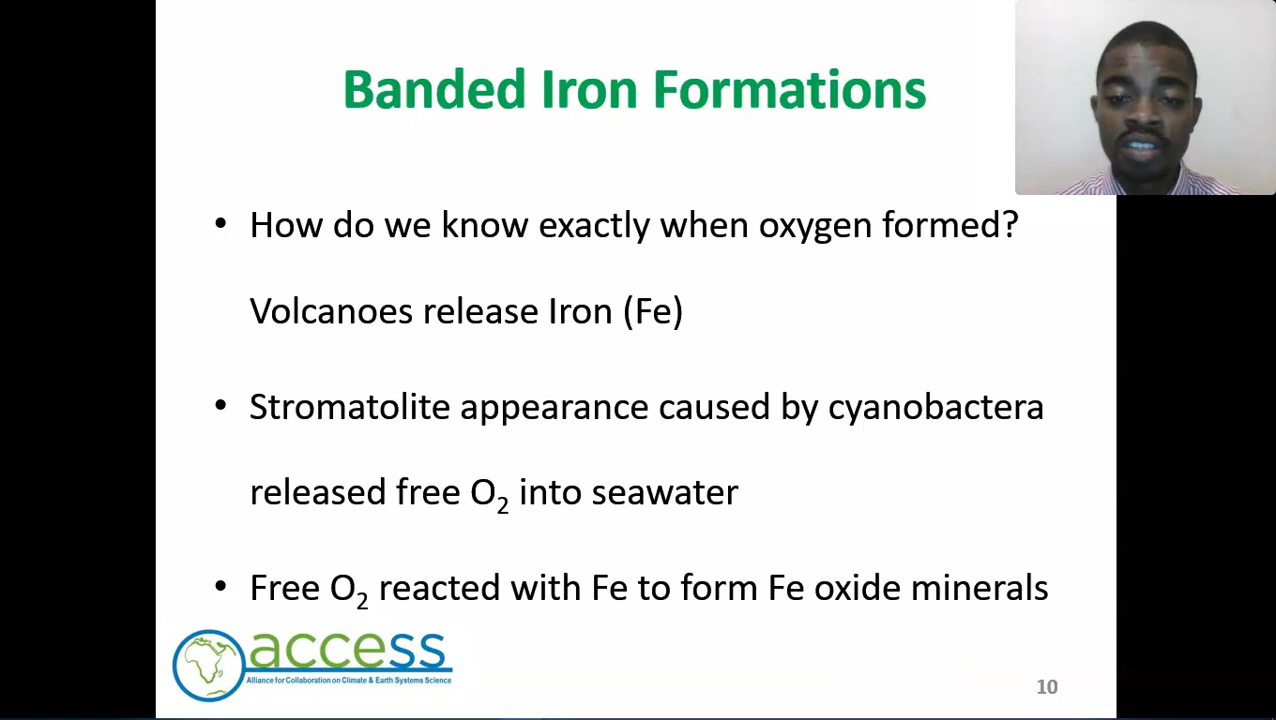 Banded Iron Formations
• How do we know exactly when oxygen formed?
Volcanoes release Iron (Fe)
• Stromatolite appearance caused by cyanobactera
released free O₂ into seawater
• Free O₂ reacted with Fe to form Fe oxide minerals
access
Alliance for Collaboration on Climate & Earth Systems Science
10